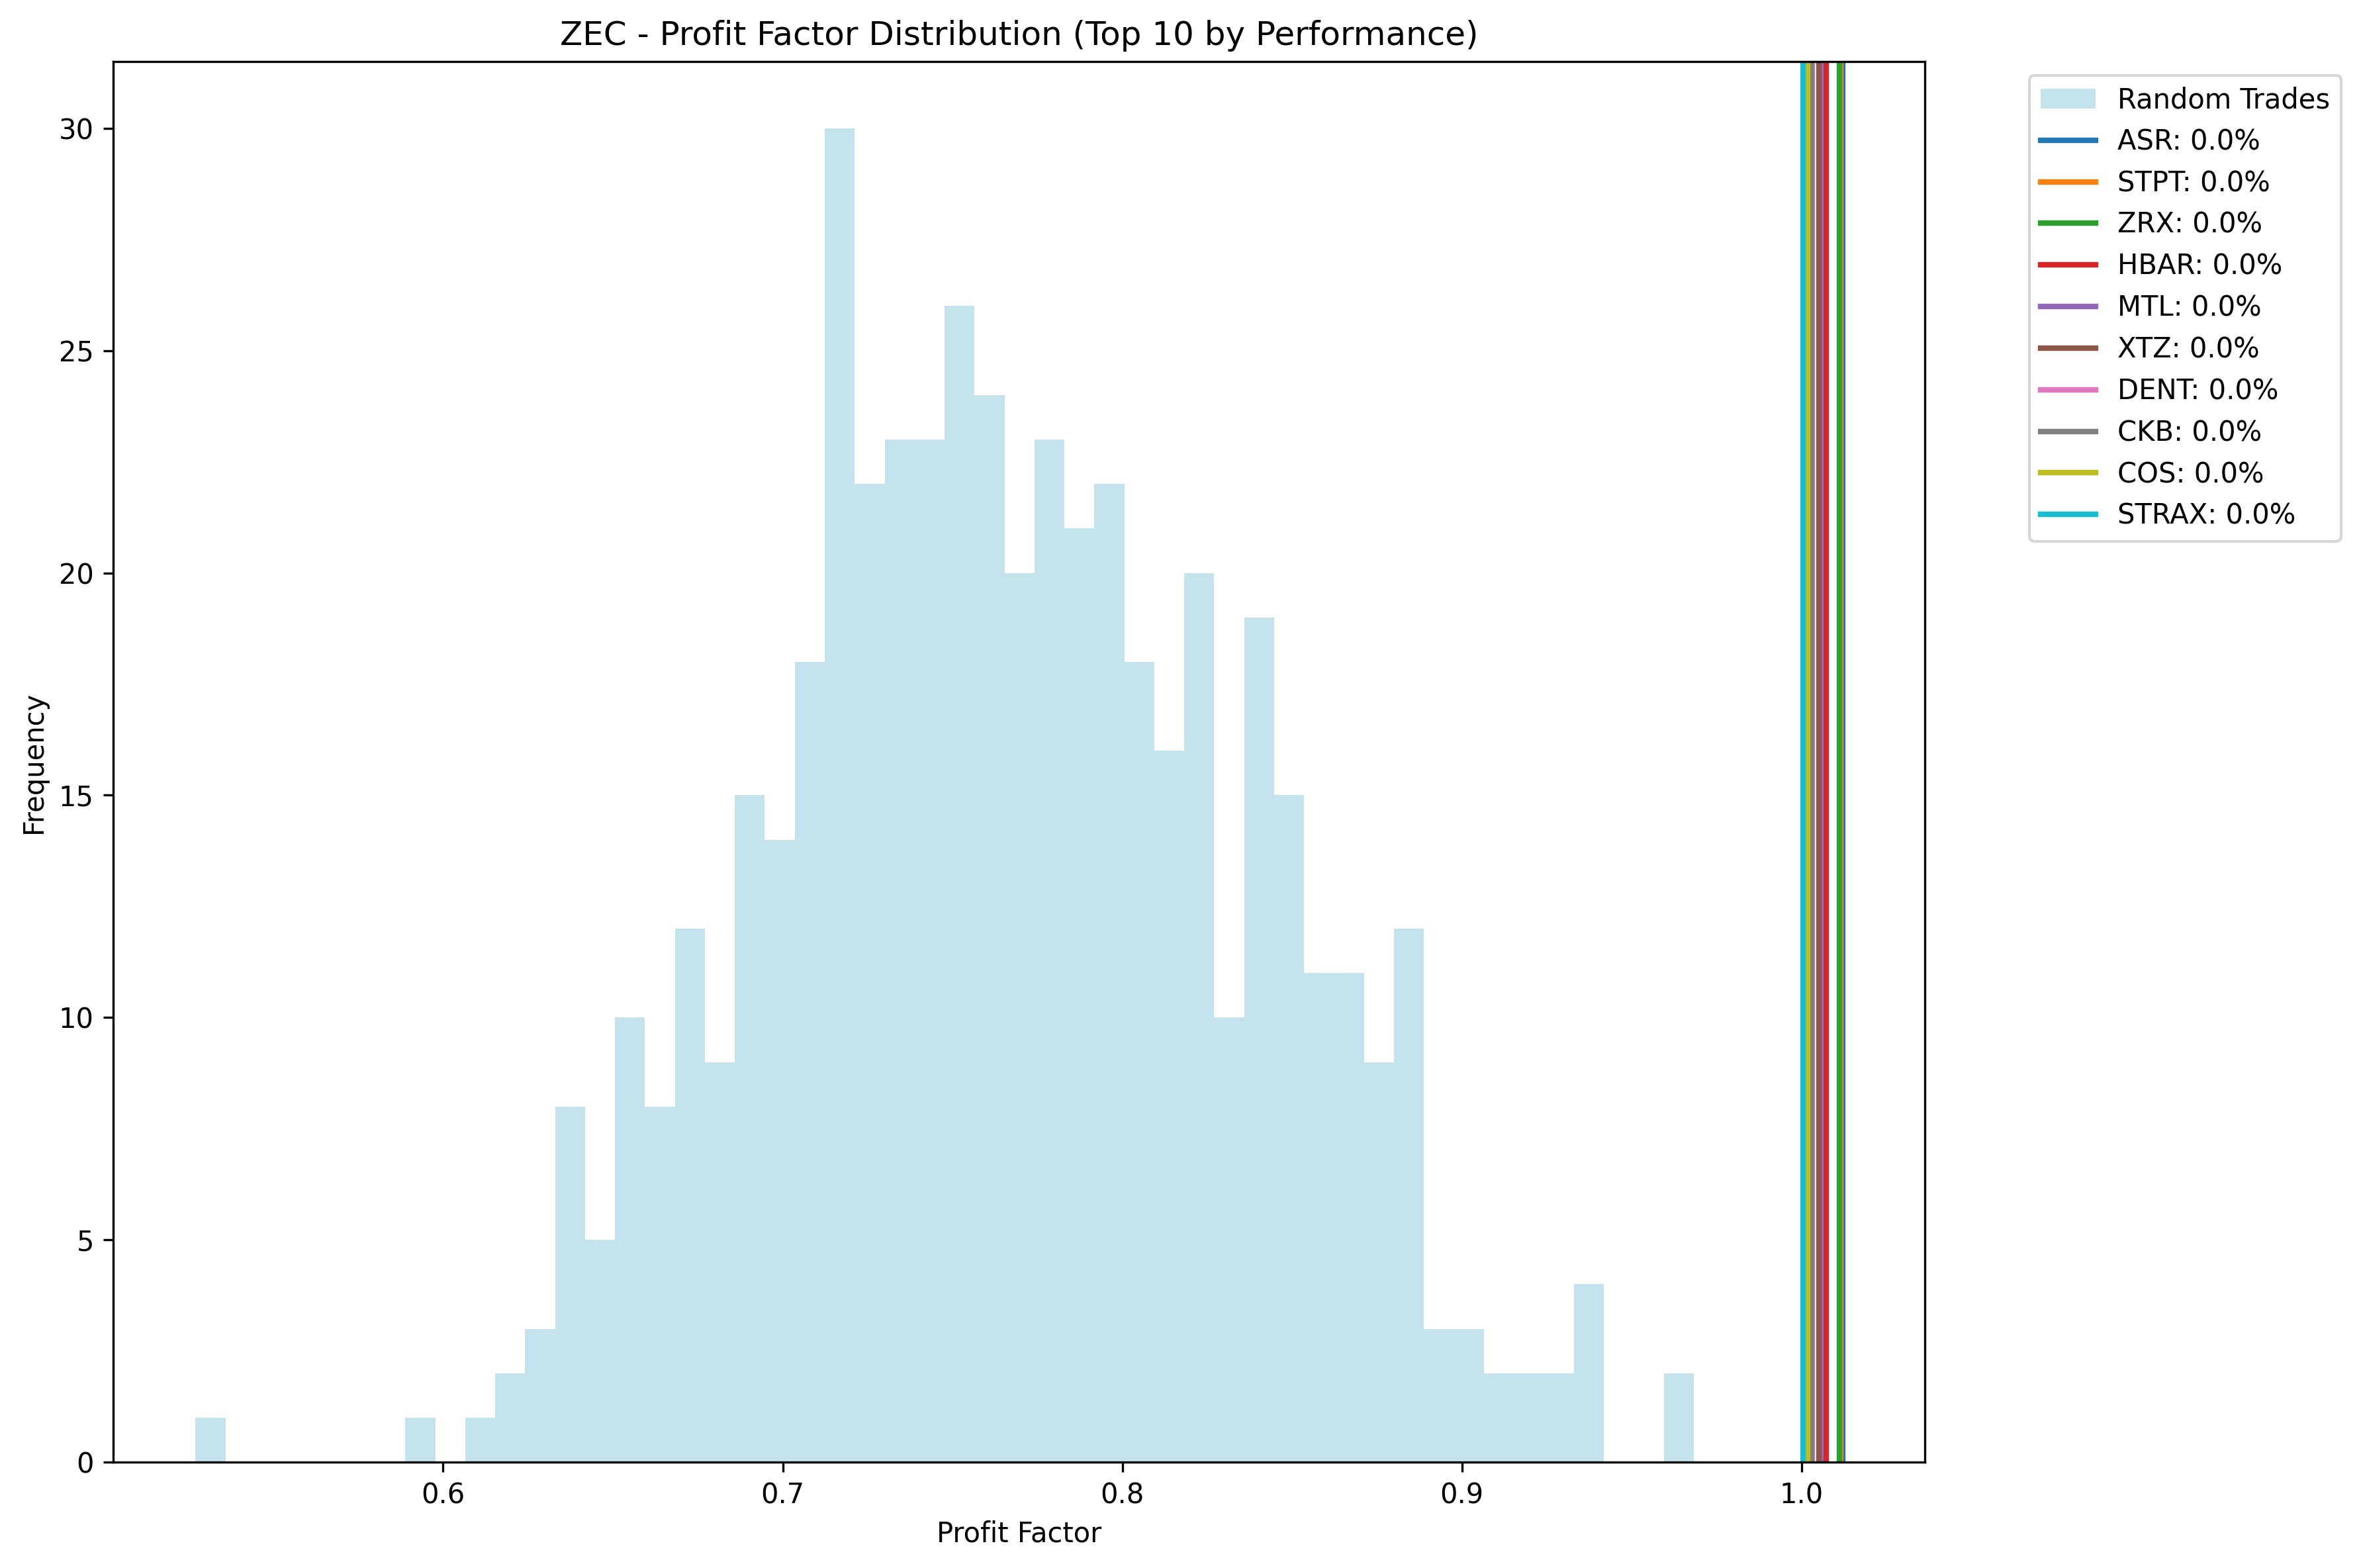 ZEC - Profit Factor Distribution (Top 10 by Performance)
Frequency
30
25
20
15
10
5
0
0.6
0.7
0.8
0.9
1.0
Profit Factor
Random Trades
ASR: 0.0%
STPT: 0.0%
ZRX: 0.0%
HBAR: 0.0%
MTL: 0.0%
XTZ: 0.0%
DENT: 0.0%
CKB: 0.0%
COS: 0.0%
STRAX: 0.0%